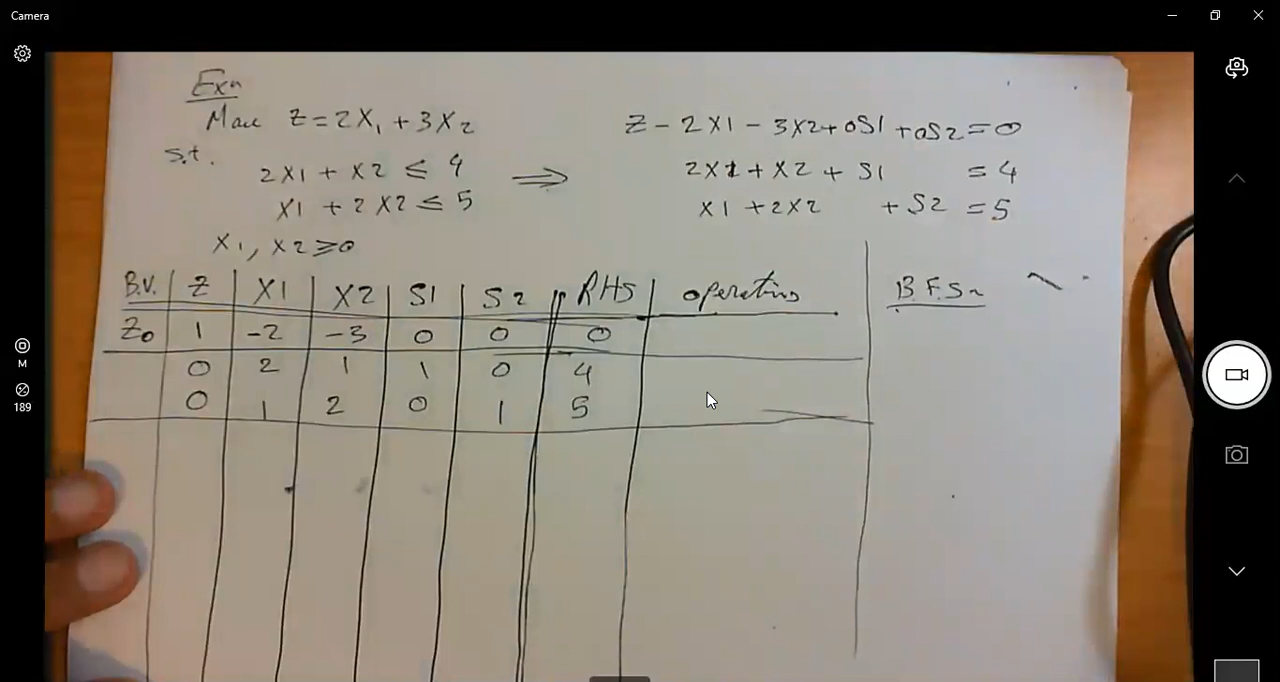 Camera
Exn
Max Z = 2X1 + 3X2
s.t.
2X1 + X2 ≤ 4
X1 + 2X2 ≤ 5
X1, X2 ≥ 0
⇒
Z - 2X1 - 3X2 + 0S1 + 0S2 = 0
2X1 + X2 + S1 = 4
X1 + 2X2 + S2 = 5
B.V. Z X1 X2 S1 S2 RHS operations B.F.Sn
Z0 1 -2 -3 0 0 0
0 2 1 1 0 4
0 1 2 0 1 5
M
189